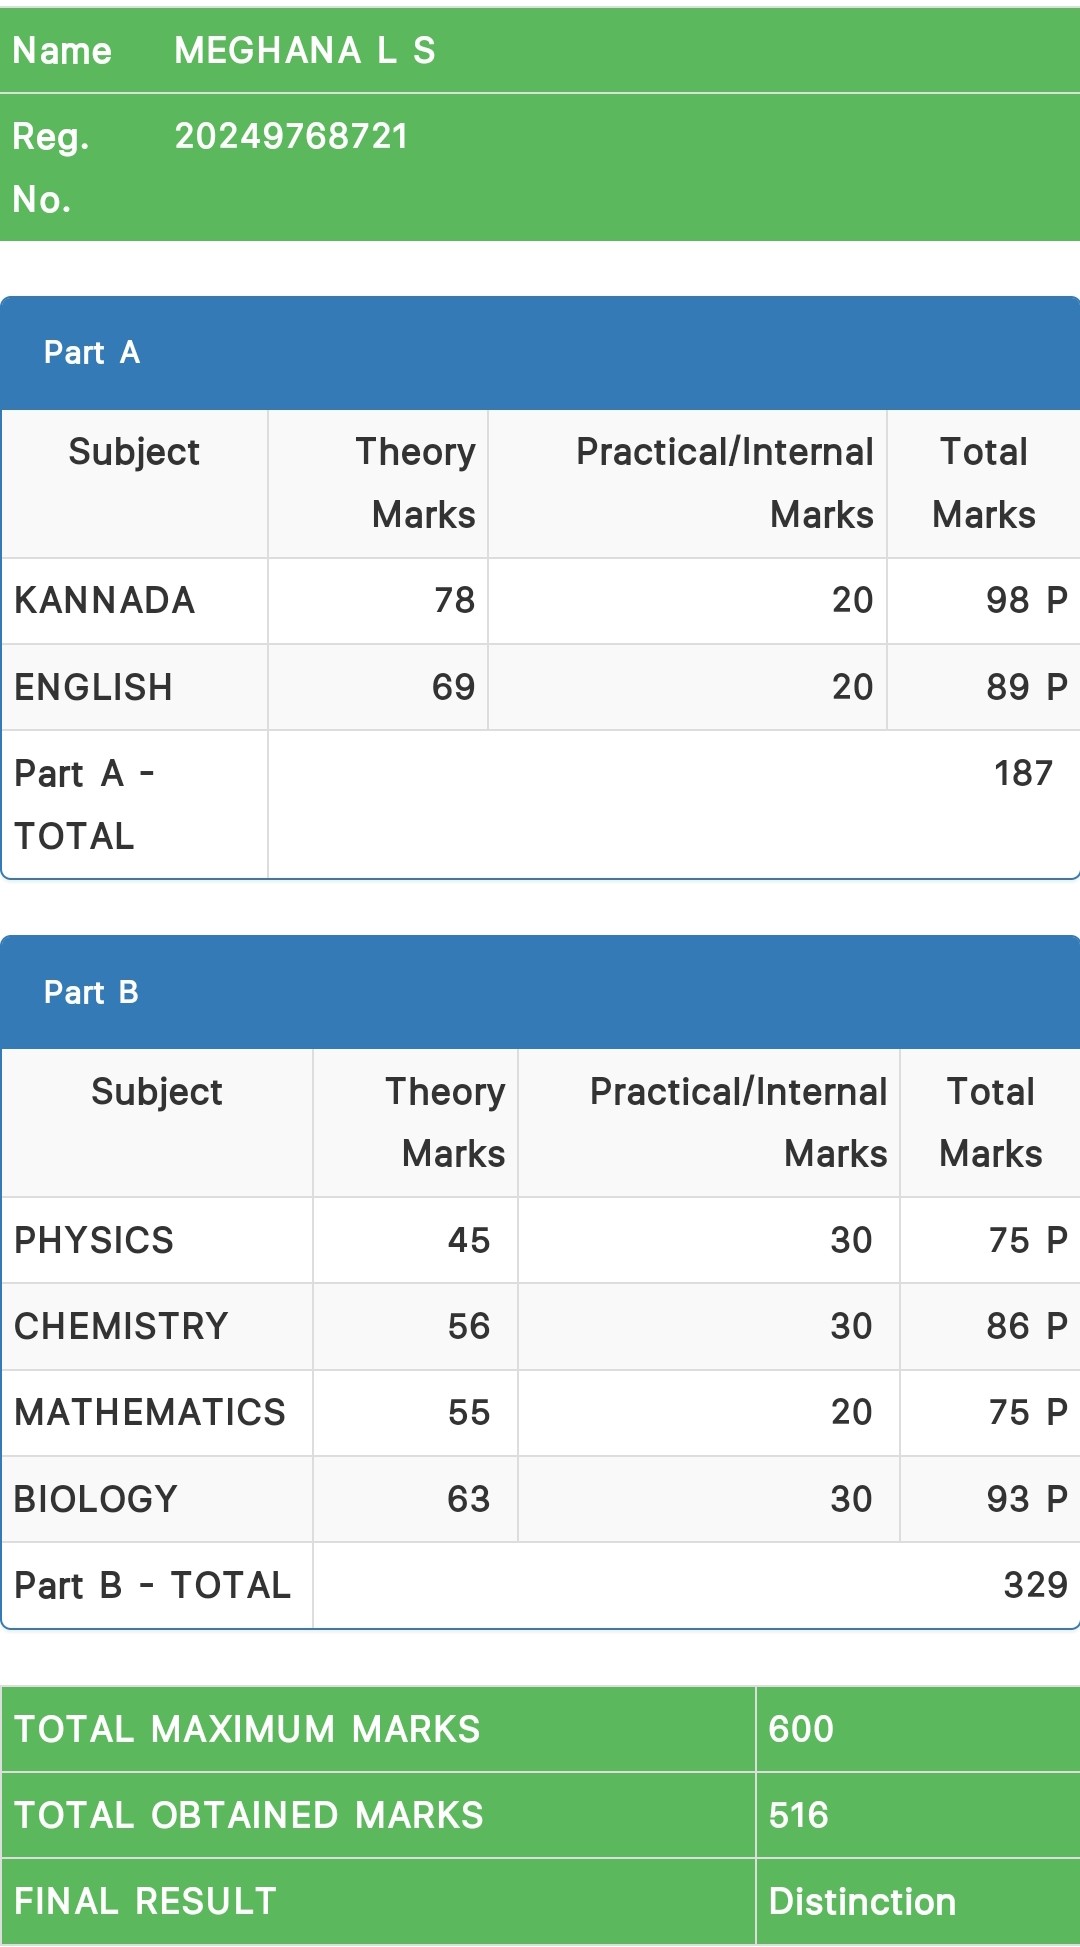 Name MEGHANA L S
Reg. 20249768721
No.
Part A
Subject Theory Practical/Internal Total
Marks Marks Marks
KANNADA 78 20 98 P
ENGLISH 69 20 89 P
Part A - 187
TOTAL
Part B
Subject Theory Practical/Internal Total
Marks Marks Marks
PHYSICS 45 30 75 P
CHEMISTRY 56 30 86 P
MATHEMATICS 55 20 75 P
BIOLOGY 63 30 93 P
Part B - TOTAL 329
TOTAL MAXIMUM MARKS 600
TOTAL OBTAINED MARKS 516
FINAL RESULT Distinction